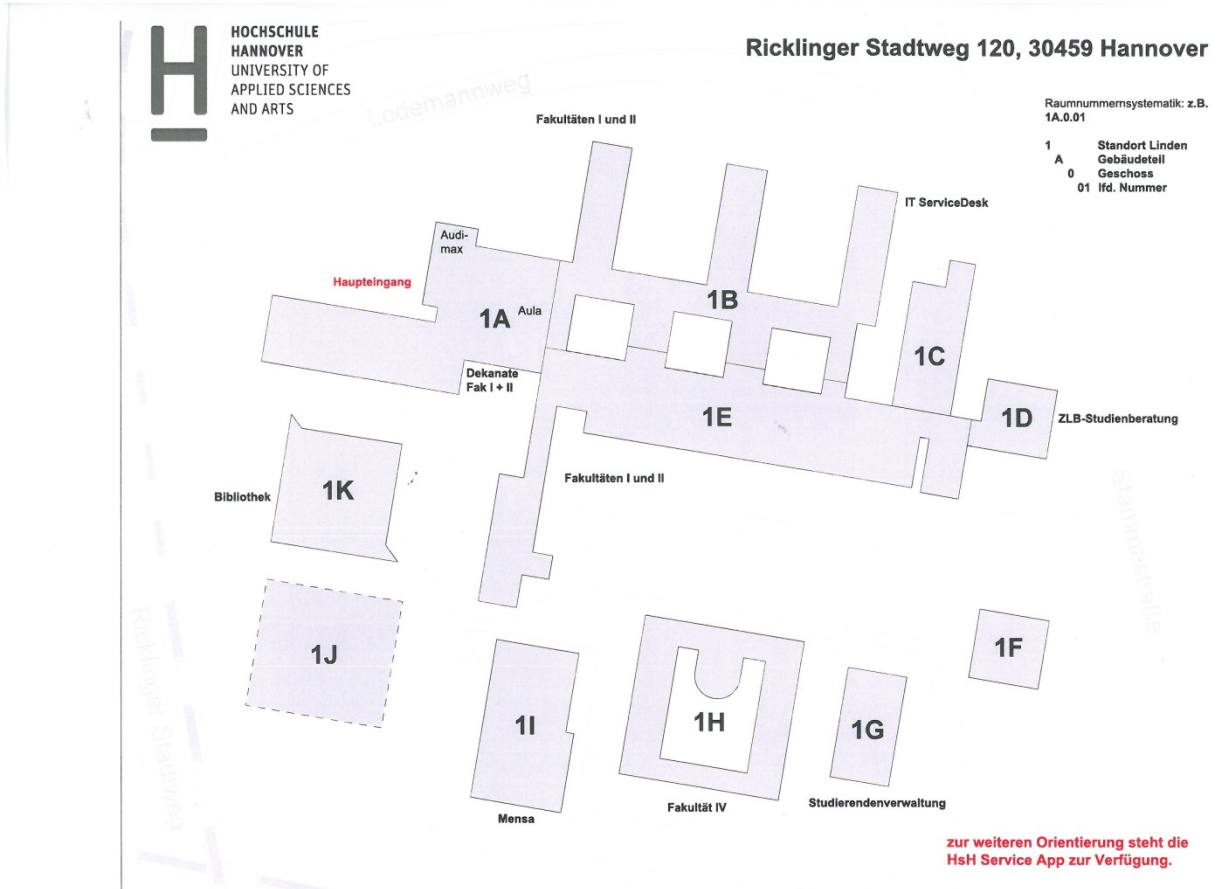 HOCHSCHULE
HANNOVER
UNIVERSITY OF
APPLIED SCIENCES
AND ARTS
Ricklinger Stadtweg 120, 30459 Hannover
Lodemannweg
Raumnummernsystematik: z.B.
1A.0.01
1 Standort Linden
A Gebäudeteil
0 Geschoss
01 lfd. Nummer
Fakultäten I und II
IT ServiceDesk
Audi-
max
Haupteingang
1A
Aula
1B
1C
Dekanate
Fak I + II
1E
1D
ZLB-Studienberatung
Fakultäten I und II
Bibliothek
1K
Stammestraße
1J
Ricklinger Stadtweg
1I
Mensa
1H
Fakultät IV
1G
Studierendenverwaltung
1F
zur weiteren Orientierung steht die
HsH Service App zur Verfügung.